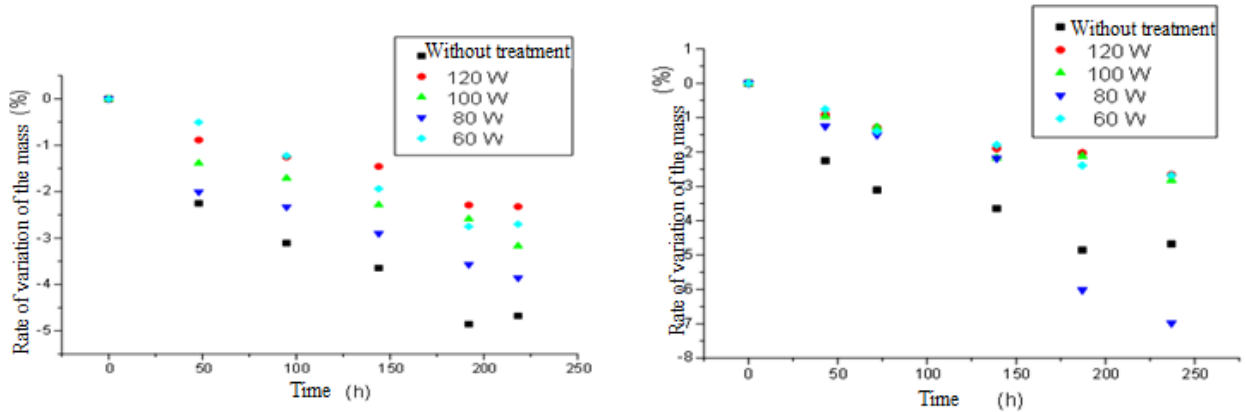 Without treatment
120 W
100 W
80 W
60 W
Rate of variation of the mass (%)
0
-1
-2
-3
-4
-5
0
50
100
150
200
250
Time (h)
Without treatment
120 W
100 W
80 W
60 W
Rate of variation of the mass (%)
1
0
-1
-2
-3
-4
-5
-6
-7
-8
0
50
100
150
200
250
Time (h)